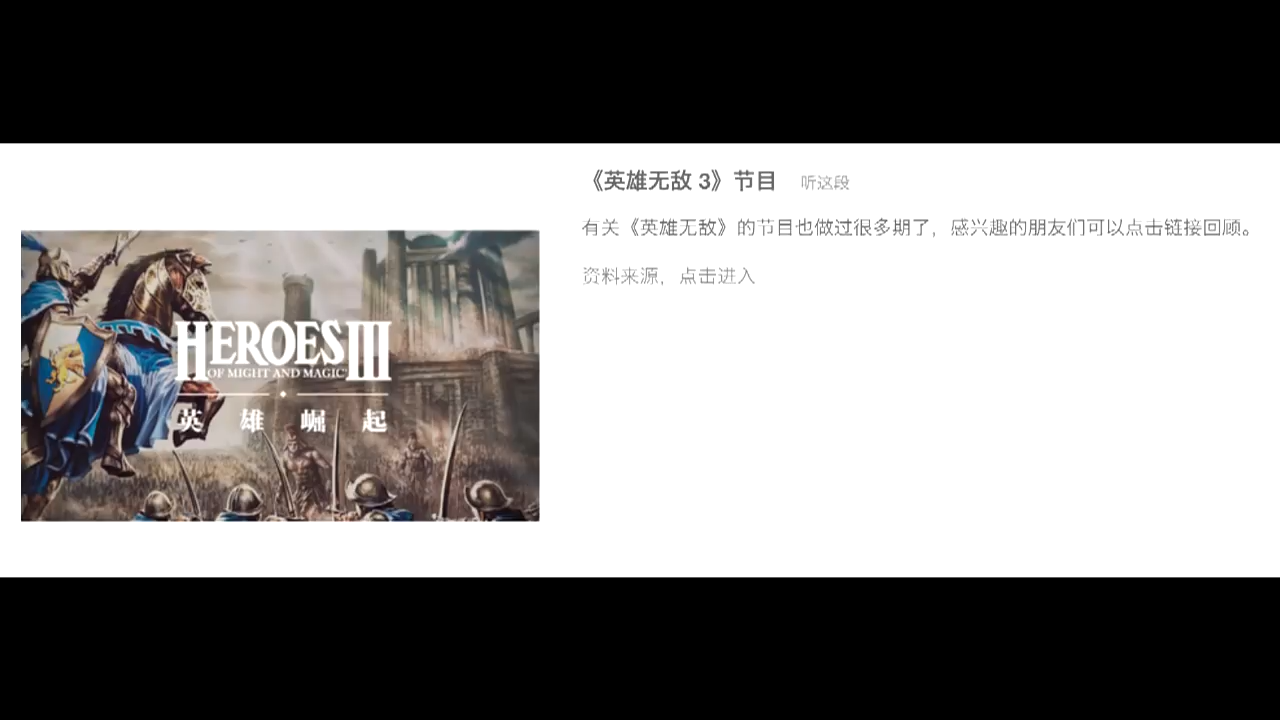 《英雄无敌 3》节目 听这段
有关《英雄无敌》的节目也做过很多期了，感兴趣的朋友们可以点击链接回顾。
资料来源，点击进入
HEROES III
OF MIGHT AND MAGIC
英雄崛起